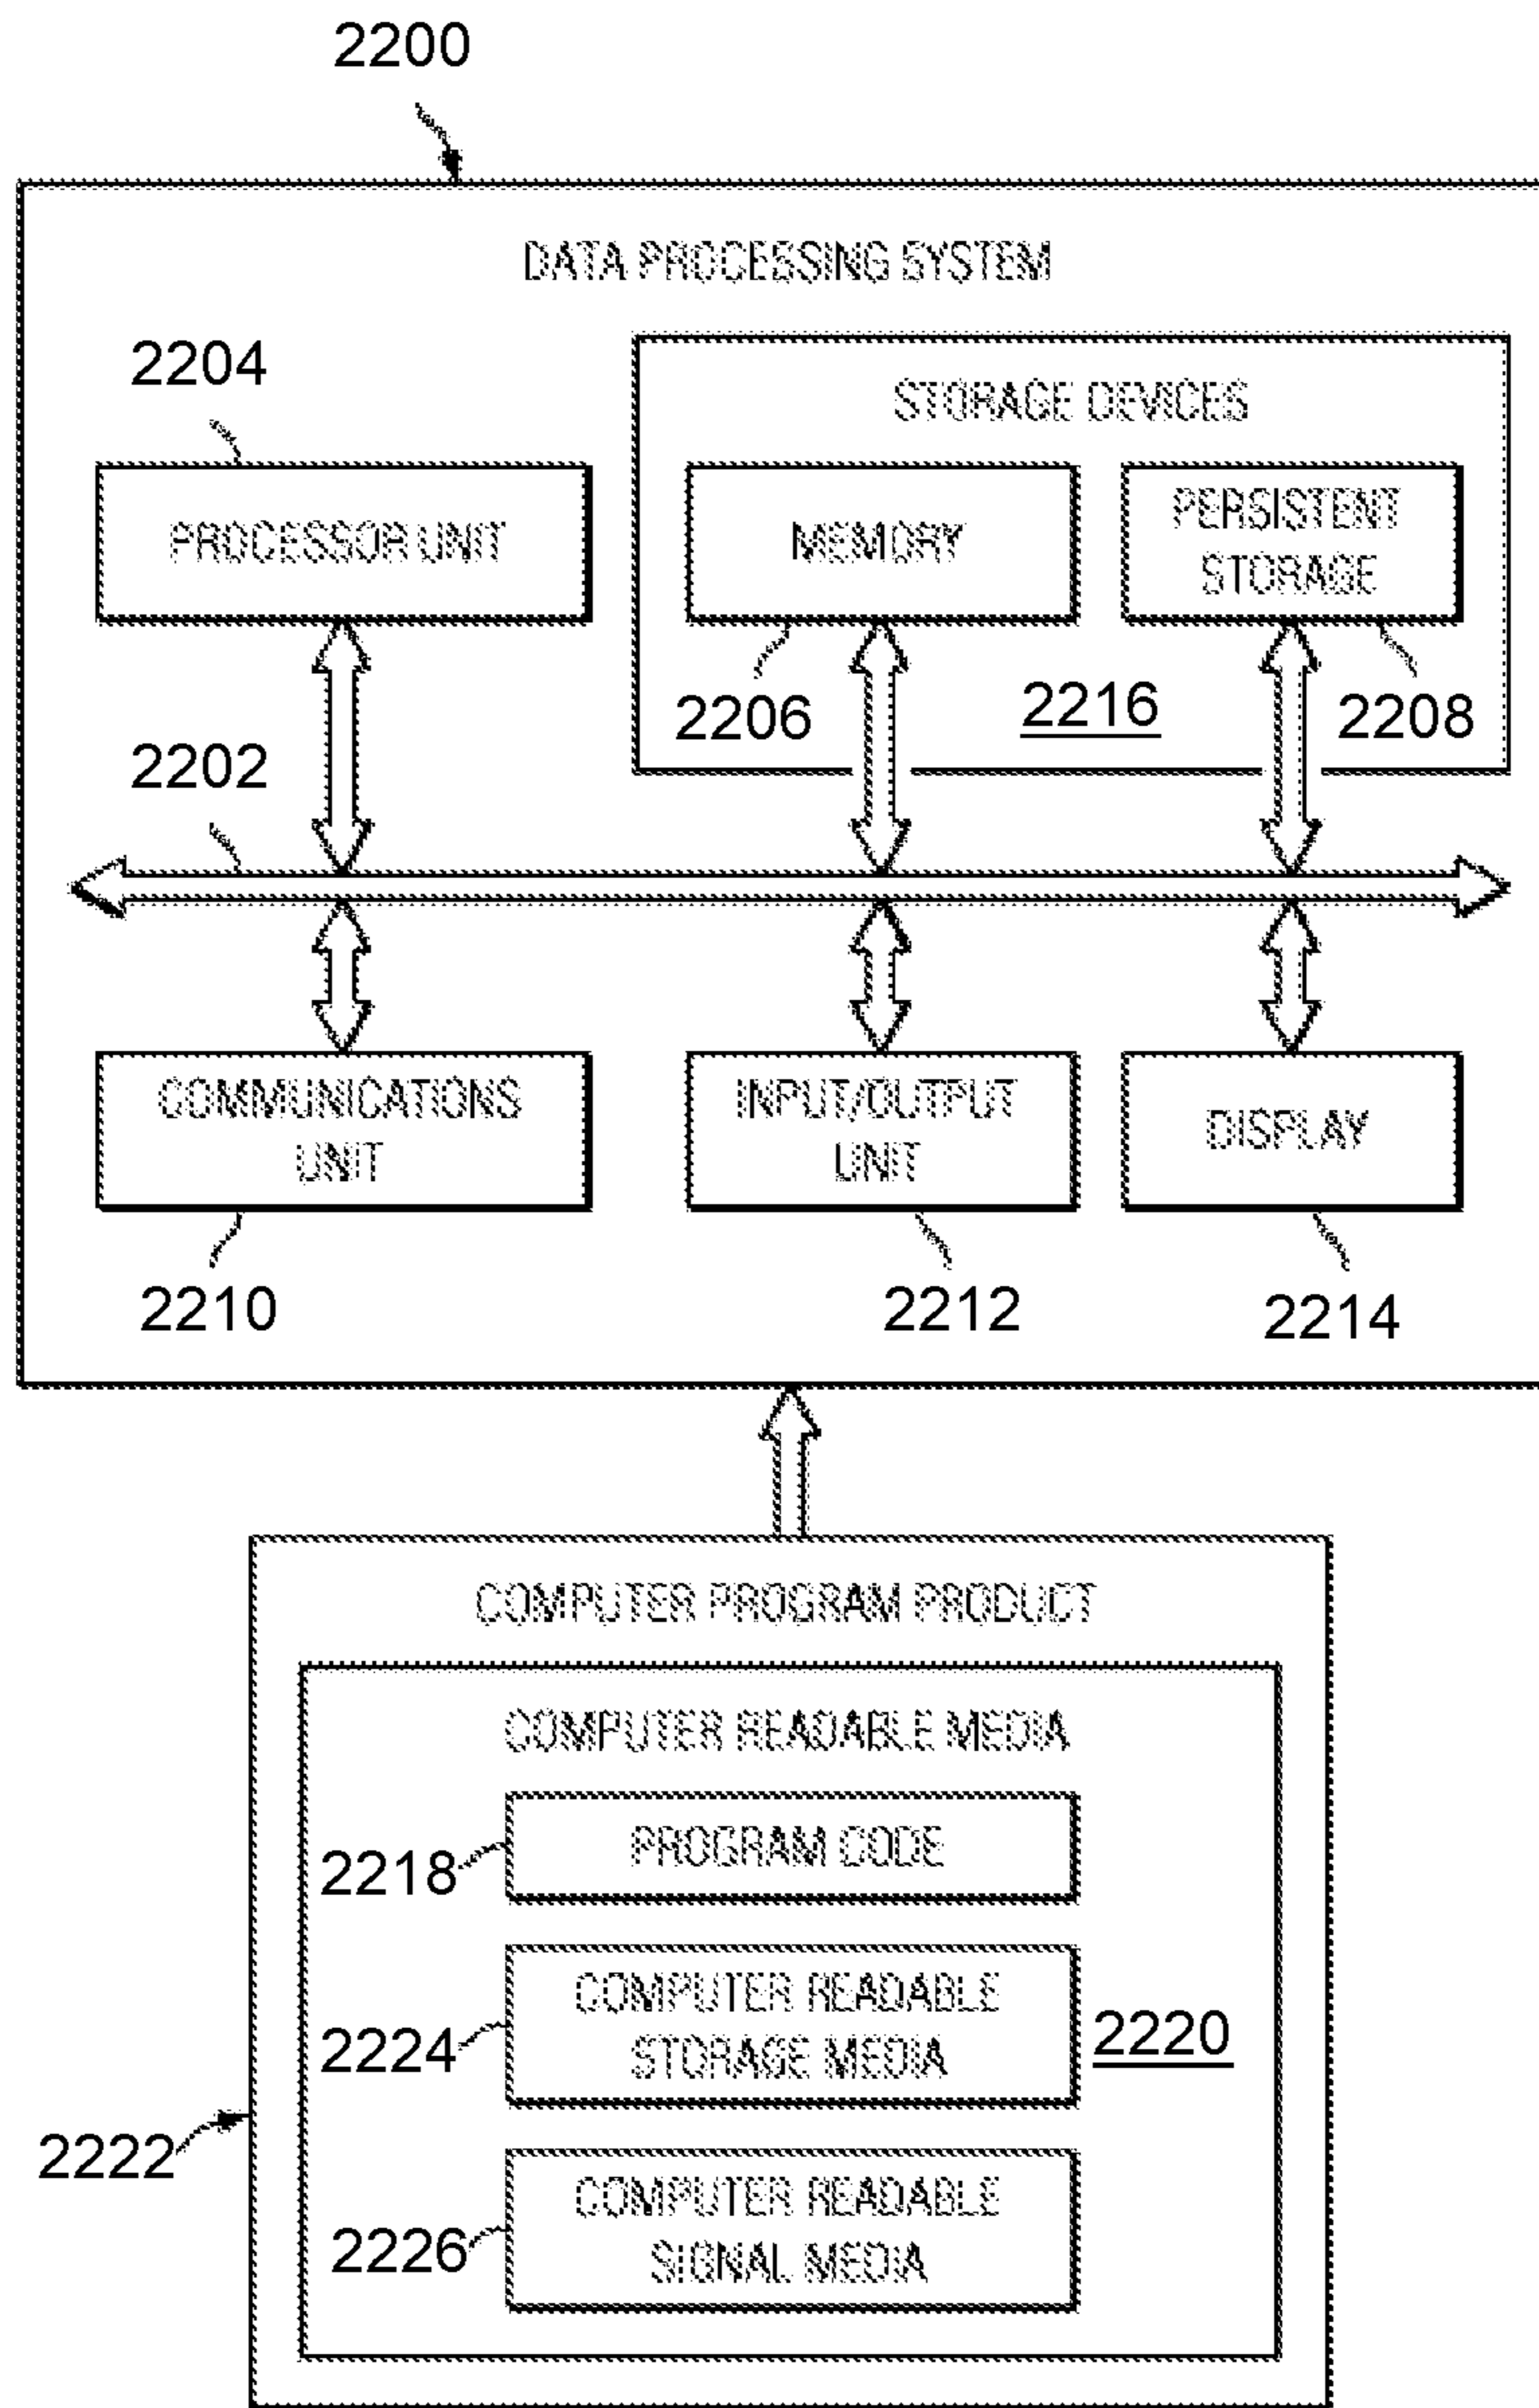 2200
DATA PROCESSING SYSTEM
2204
STORAGE DEVICES
PROCESSOR UNIT
MEMORY
PERSISTENT
STORAGE
2206
2216
2208
2202
COMMUNICATIONS
UNIT
INPUT/OUTPUT
UNIT
DISPLAY
2210
2212
2214
COMPUTER PROGRAM PRODUCT
COMPUTER READABLE MEDIA
2218
PROGRAM CODE
2224
COMPUTER READABLE
STORAGE MEDIA
2220
2222
2226
COMPUTER READABLE
SIGNAL MEDIA